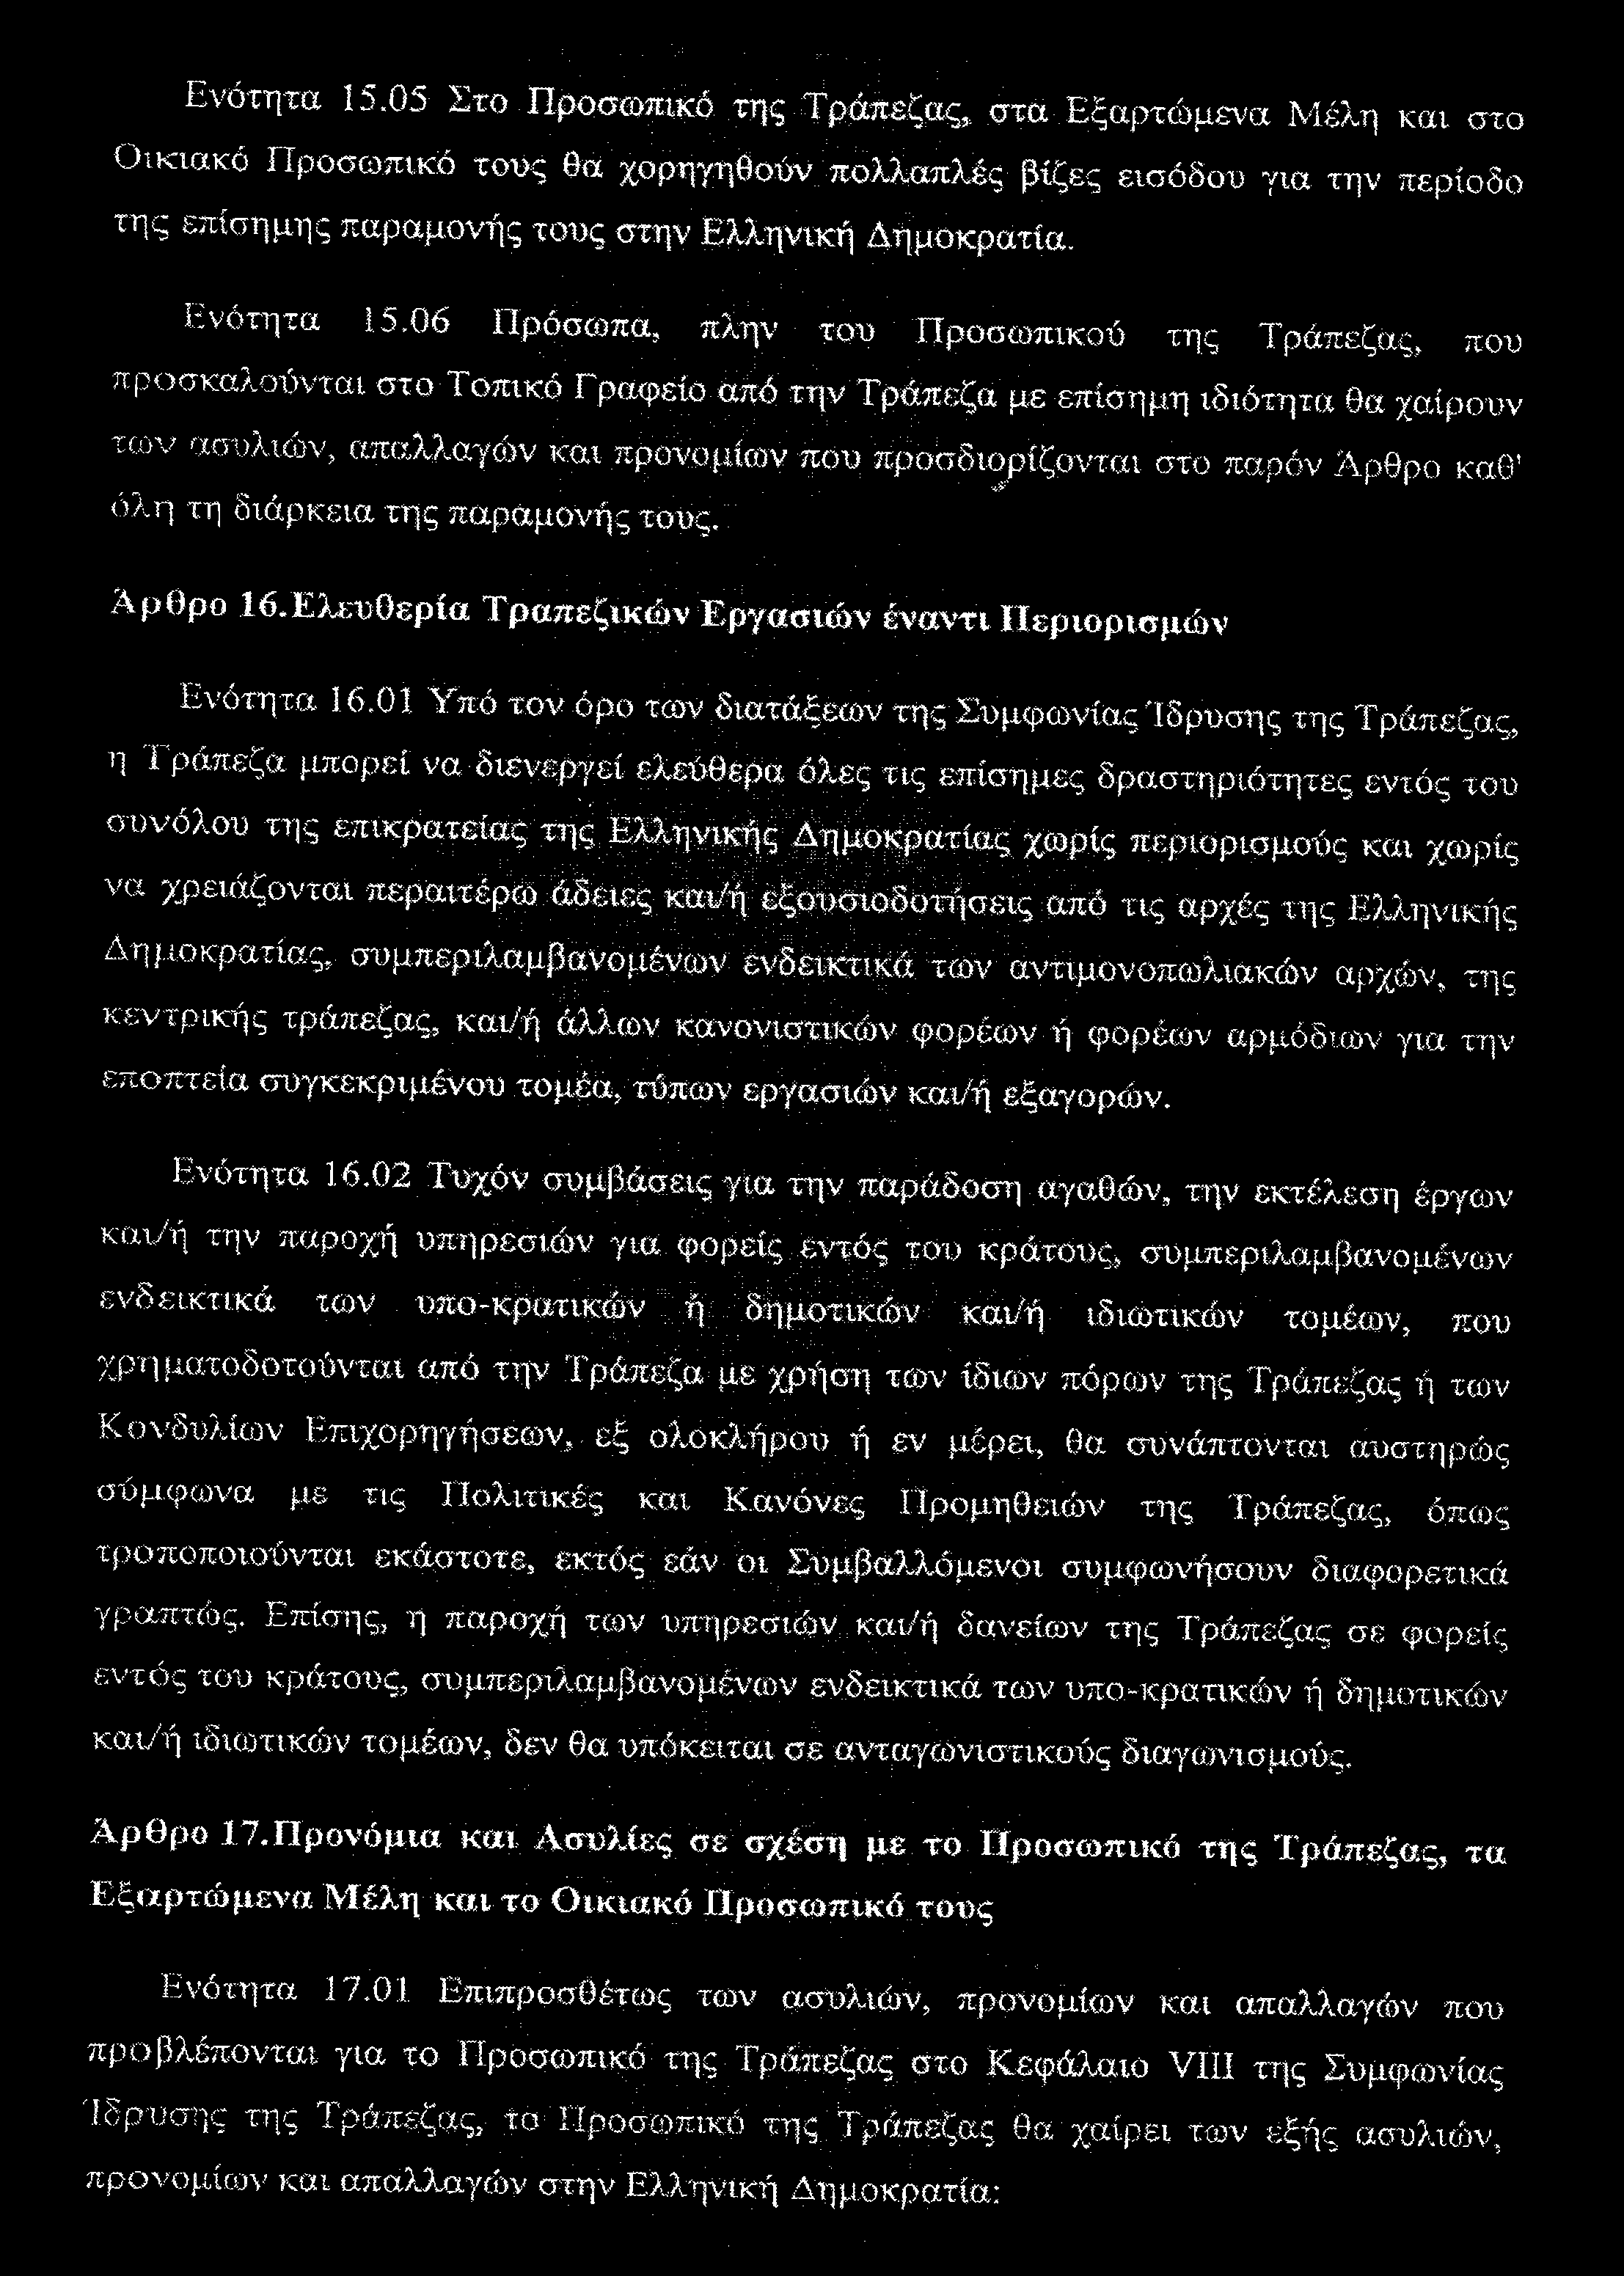 Ενότητα 15.05 Στο Προσωπικό της Τράπεζας, στα Εξαρτώμενα Μέλη και στο
Οικιακό Προσωπικό τους θα χορηγηθούν πολλαπλές βίζες εισόδου για την περίοδο
της επίσημης παραμονής τους στην Ελληνική Δημοκρατία.
Ενότητα 15.06 Πρόσωπα, πλην του Προσωπικού της Τράπεζας, που
προσκαλούνται στο Τοπικό Γραφείο από την Τράπεζα με επίσημη ιδιότητα θα χαίρουν
των ασυλιών, απαλλαγών και προνομίων που προσδιορίζονται στο παρόν Άρθρο καθ'
όλη τη διάρκεια της παραμονής τους.
Άρθρο 16.Ελευθερία Τραπεζικών Εργασιών έναντι Περιορισμών
Ενότητα 16.01 Υπό τον όρο των διατάξεων της Συμφωνίας Ίδρυσης της Τράπεζας,
η Τράπεζα μπορεί να διενεργεί ελεύθερα όλες τις επίσημες δραστηριότητες εντός του
συνόλου της επικρατείας της Ελληνικής Δημοκρατίας χωρίς περιορισμούς και χωρίς
να χρειάζονται περαιτέρω άδειες και/ή εξουσιοδοτήσεις από τις αρχές της Ελληνικής
Δημοκρατίας, συμπεριλαμβανομένων ενδεικτικά των αντιμονοπωλιακών αρχών, της
κεντρικής τράπεζας, και/ή άλλων κανονιστικών φορέων ή φορέων αρμόδιων για την
εποπτεία συγκεκριμένου τομέα, τύπων εργασιών και/ή εξαγορών.
Ενότητα 16.02 Τυχόν συμβάσεις για την παράδοση αγαθών, την εκτέλεση έργων
και/ή την παροχή υπηρεσιών για φορείς εντός του κράτους, συμπεριλαμβανομένων
ενδεικτικά των υπο-κρατικών ή δημοτικών και/ή ιδιωτικών τομέων, που
χρηματοδοτούνται από την Τράπεζα με χρήση των ίδιων πόρων της Τράπεζας ή των
Κονδυλίων Επιχορηγήσεων, εξ ολοκλήρου ή εν μέρει, θα συνάπτονται αυστηρώς
σύμφωνα με τις Πολιτικές και Κανόνες Προμηθειών της Τράπεζας, όπως
τροποποιούνται εκάστοτε, εκτός εάν οι Συμβαλλόμενοι συμφωνήσουν διαφορετικά
γραπτώς. Επίσης, η παροχή των υπηρεσιών και/ή δανείων της Τράπεζας σε φορείς
εντός του κράτους, συμπεριλαμβανομένων ενδεικτικά των υπο-κρατικών ή δημοτικών
και/ή ιδιωτικών τομέων, δεν θα υπόκειται σε ανταγωνιστικούς διαγωνισμούς.
Άρθρο 17.Προνόμια και Ασυλίες σε σχέση με το Προσωπικό της Τράπεζας, τα
Εξαρτώμενα Μέλη και το Οικιακό Προσωπικό τους
Ενότητα 17.01 Επιπροσθέτως των ασυλιών, προνομίων και απαλλαγών που
προβλέπονται για το Προσωπικό της Τράπεζας στο Κεφάλαιο VIII της Συμφωνίας
Ίδρυσης της Τράπεζας, το Προσωπικό της Τράπεζας θα χαίρει των εξής ασυλιών,
προνομίων και απαλλαγών στην Ελληνική Δημοκρατία: